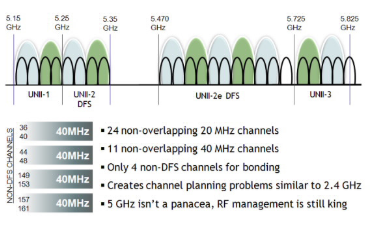 5.15 5.25 5.35 5.470 5.725 5.825
GHz GHz GHz GHz GHz GHz
UNII-1 UNII-2 DFS UNII-2e DFS UNII-3
NON-DFS CHANNELS
36 40 40MHz
44 48 40MHz
149 153 40MHz
157 161 40MHz
▪ 24 non-overlapping 20 MHz channels
▪ 11 non-overlapping 40 MHz channels
▪ Only 4 non-DFS channels for bonding
▪ Creates channel planning problems similar to 2.4 GHz
▪ 5 GHz isn't a panacea, RF management is still king